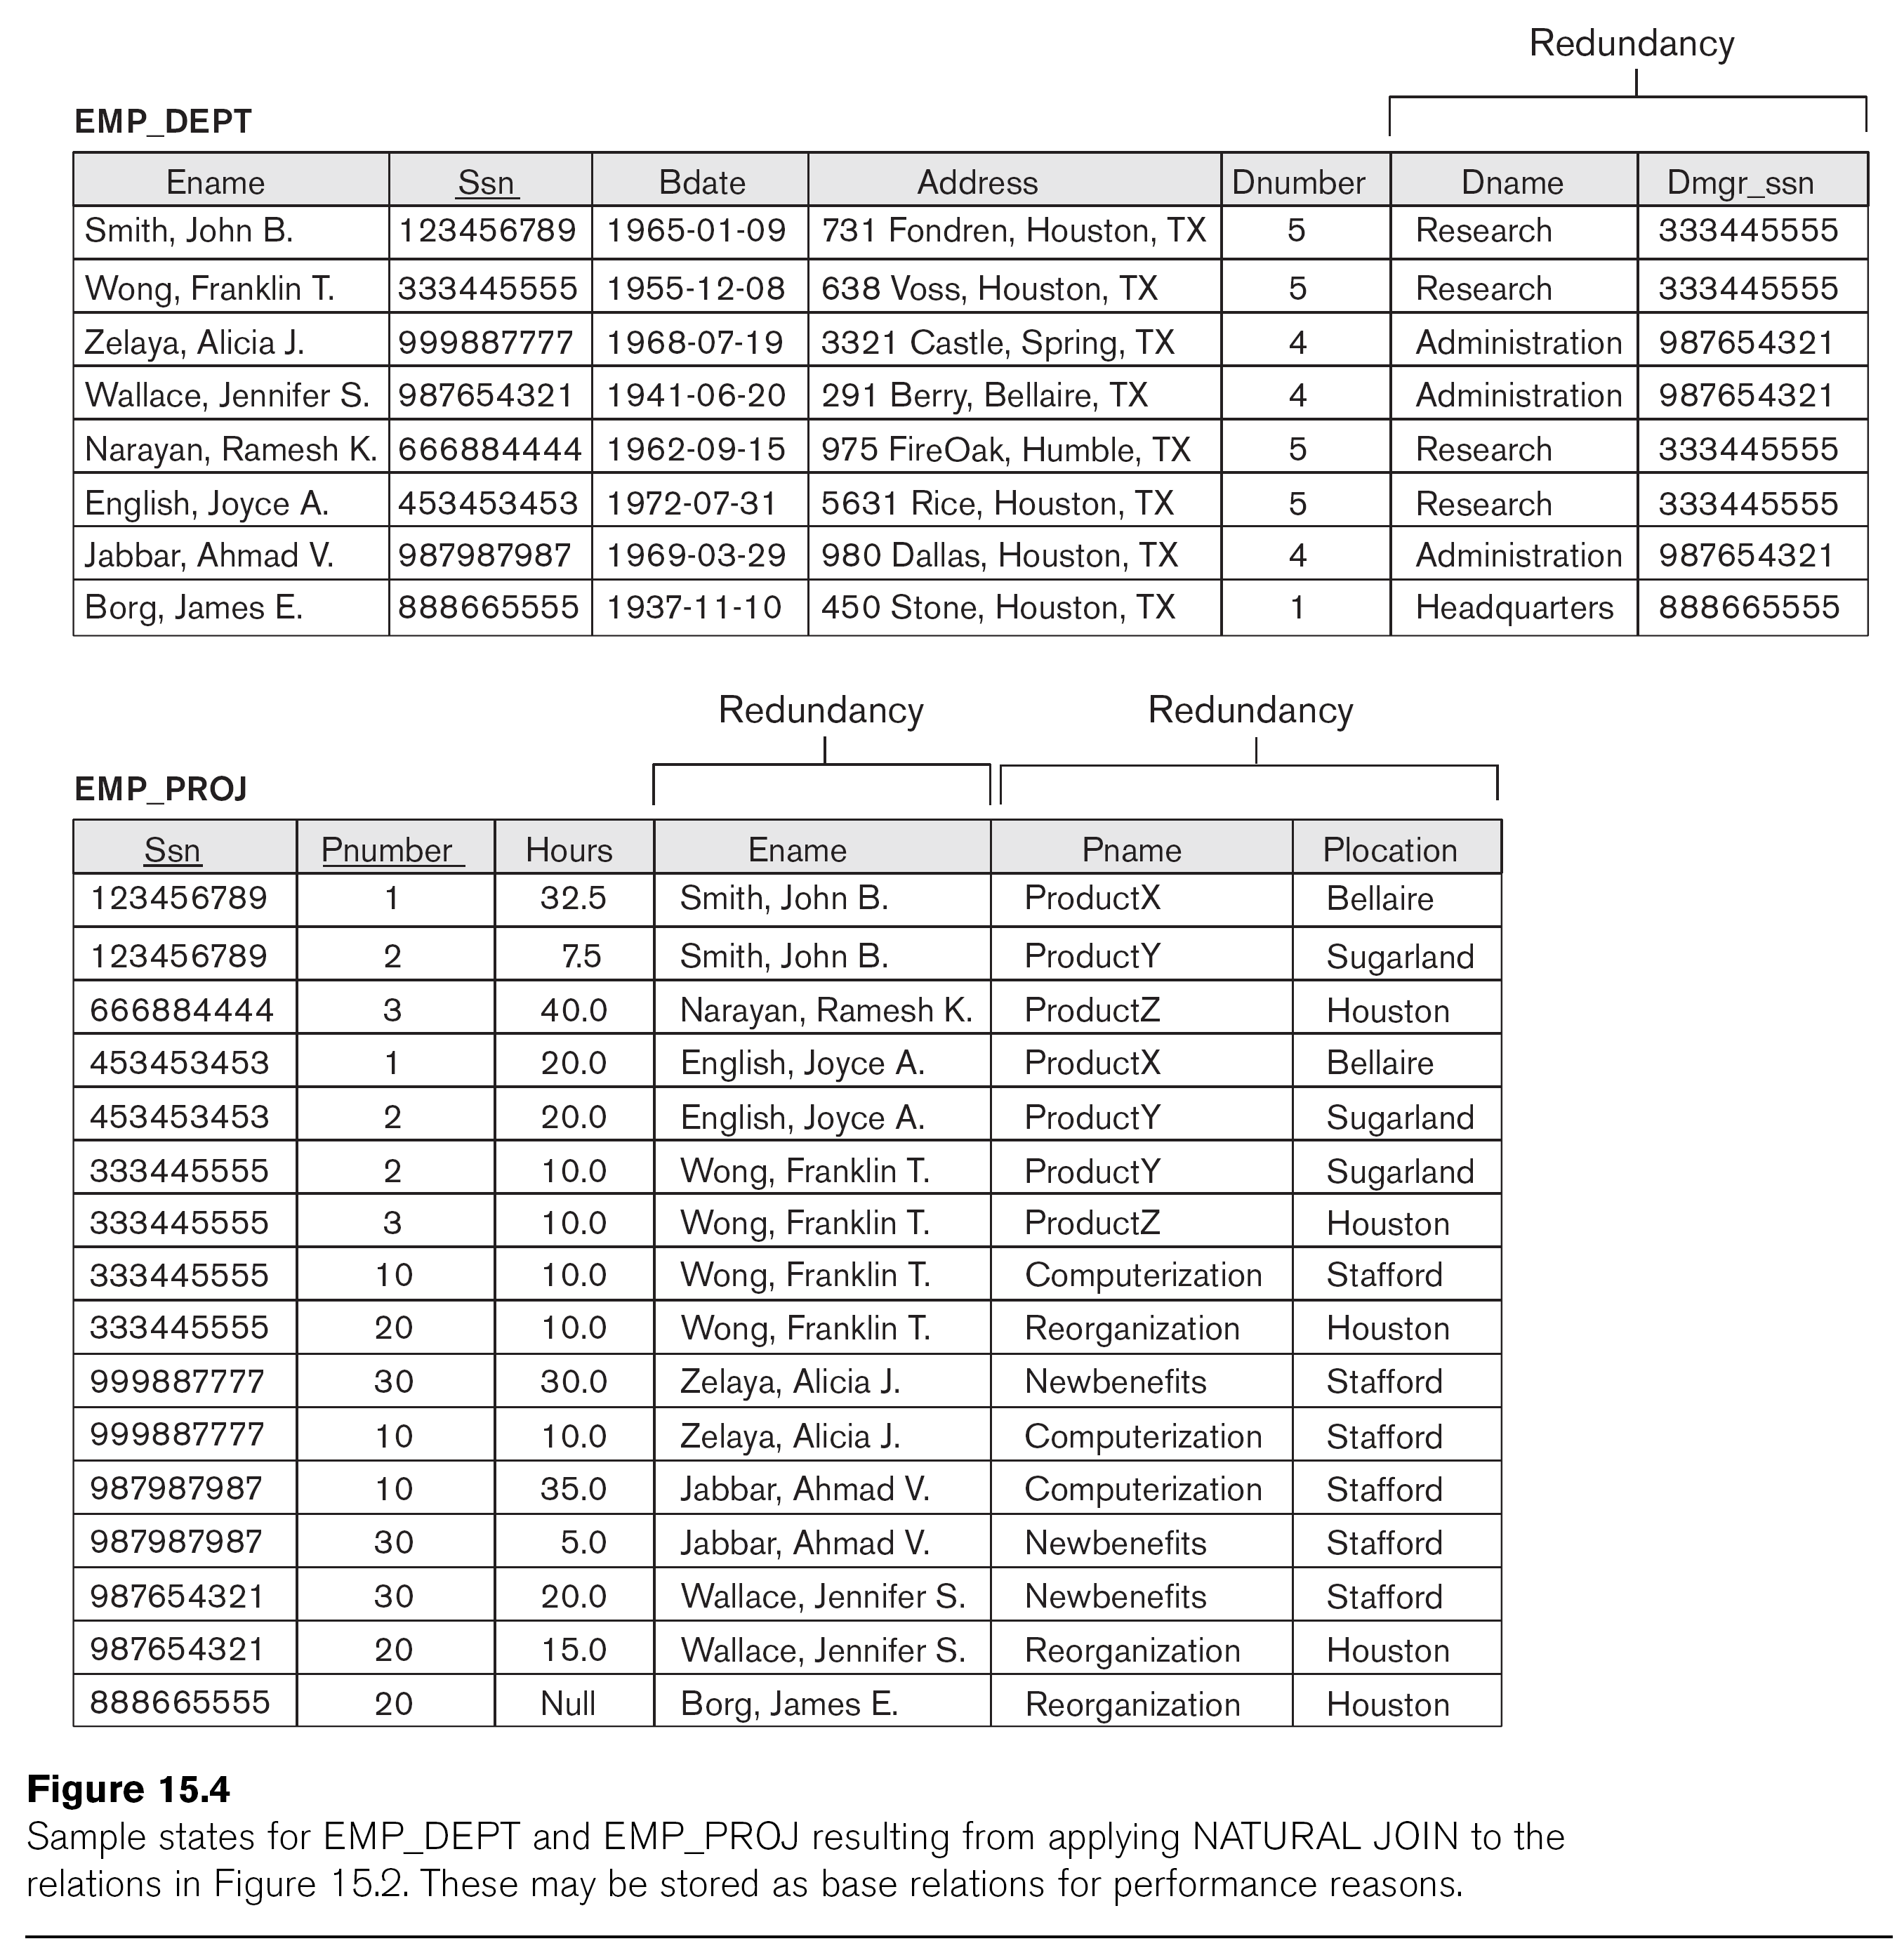 Redundancy
EMP_DEPT
Ename Ssn Bdate Address Dnumber Dname Dmgr_ssn
Smith, John B. 123456789 1965-01-09 731 Fondren, Houston, TX 5 Research 333445555
Wong, Franklin T. 333445555 1955-12-08 638 Voss, Houston, TX 5 Research 333445555
Zelaya, Alicia J. 999887777 1968-07-19 3321 Castle, Spring, TX 4 Administration 987654321
Wallace, Jennifer S. 987654321 1941-06-20 291 Berry, Bellaire, TX 4 Administration 987654321
Narayan, Ramesh K. 666884444 1962-09-15 975 FireOak, Humble, TX 5 Research 333445555
English, Joyce A. 453453453 1972-07-31 5631 Rice, Houston, TX 5 Research 333445555
Jabbar, Ahmad V. 987987987 1969-03-29 980 Dallas, Houston, TX 4 Administration 987654321
Borg, James E. 888665555 1937-11-10 450 Stone, Houston, TX 1 Headquarters 888665555
Redundancy Redundancy
EMP_PROJ
Ssn Pnumber Hours Ename Pname Plocation
123456789 1 32.5 Smith, John B. ProductX Bellaire
123456789 2 7.5 Smith, John B. ProductY Sugarland
666884444 3 40.0 Narayan, Ramesh K. ProductZ Houston
453453453 1 20.0 English, Joyce A. ProductX Bellaire
453453453 2 20.0 English, Joyce A. ProductY Sugarland
333445555 2 10.0 Wong, Franklin T. ProductY Sugarland
333445555 3 10.0 Wong, Franklin T. ProductZ Houston
333445555 10 10.0 Wong, Franklin T. Computerization Stafford
333445555 20 10.0 Wong, Franklin T. Reorganization Houston
999887777 30 30.0 Zelaya, Alicia J. Newbenefits Stafford
999887777 10 10.0 Zelaya, Alicia J. Computerization Stafford
987987987 10 35.0 Jabbar, Ahmad V. Computerization Stafford
987987987 30 5.0 Jabbar, Ahmad V. Newbenefits Stafford
987654321 30 20.0 Wallace, Jennifer S. Newbenefits Stafford
987654321 20 15.0 Wallace, Jennifer S. Reorganization Houston
888665555 20 Null Borg, James E. Reorganization Houston
Figure 15.4
Sample states for EMP_DEPT and EMP_PROJ resulting from applying NATURAL JOIN to the
relations in Figure 15.2. These may be stored as base relations for performance reasons.